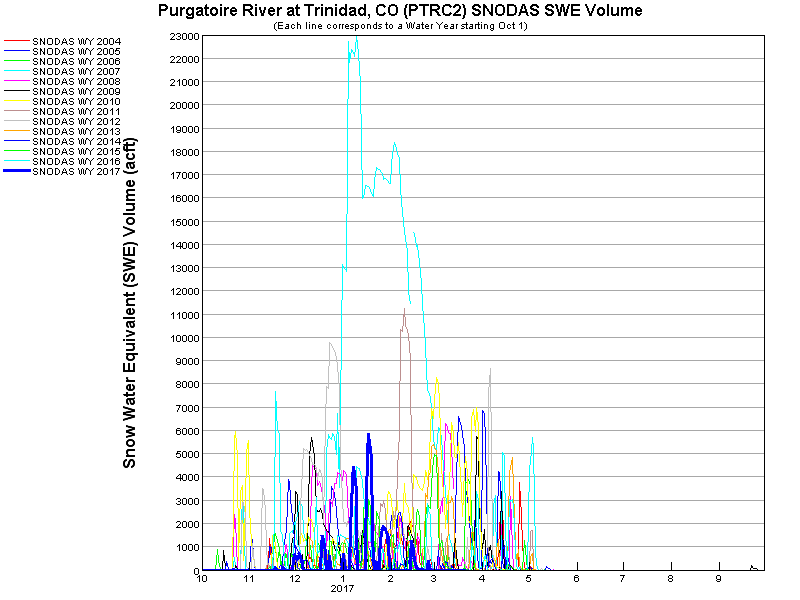 Purgatoire River at Trinidad, CO (PTRC2) SNODAS SWE Volume
(Each line corresponds to a Water Year starting Oct 1)
SNODAS WY 2004
SNODAS WY 2005
SNODAS WY 2006
SNODAS WY 2007
SNODAS WY 2008
SNODAS WY 2009
SNODAS WY 2010
SNODAS WY 2011
SNODAS WY 2012
SNODAS WY 2013
SNODAS WY 2014
SNODAS WY 2015
SNODAS WY 2016
SNODAS WY 2017
Snow Water Equivalent (SWE) Volume (acft)
23000
22000
21000
20000
19000
18000
17000
16000
15000
14000
13000
12000
11000
10000
9000
8000
7000
6000
5000
4000
3000
2000
1000
0
10 11 12 1 2 3 4 5 6 7 8 9
2017